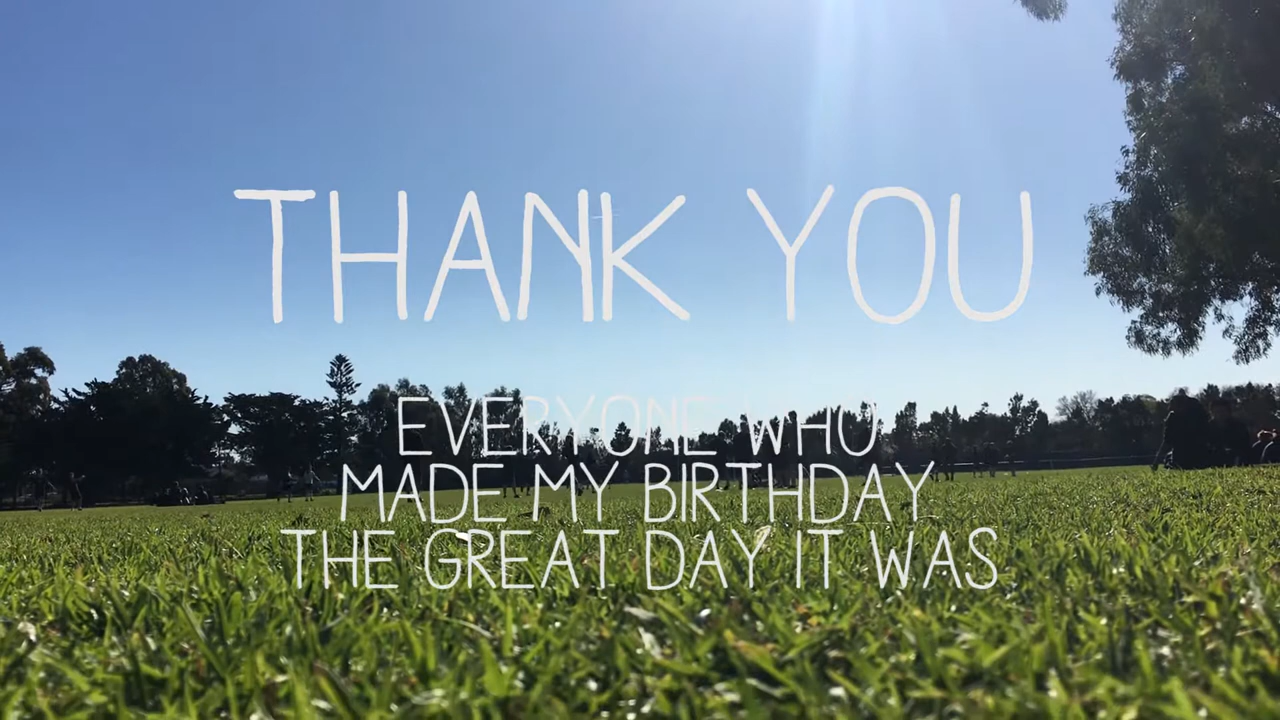 THANK YOU
EVERYONE WHO
MADE MY BIRTHDAY
THE GREAT DAY IT WAS